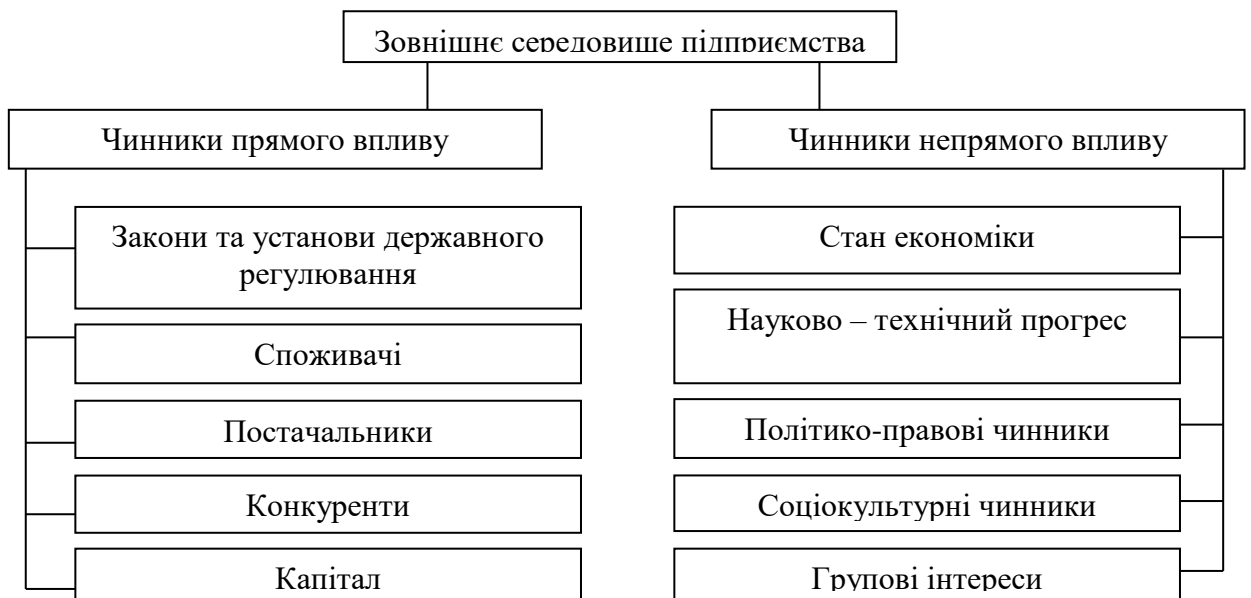 Зовнішнє середовище підприємства
Чинники прямого впливу
Закони та установи державного
регулювання
Споживачі
Постачальники
Конкуренти
Капітал
Чинники непрямого впливу
Стан економіки
Науково – технічний прогрес
Політико-правові чинники
Соціокультурні чинники
Групові інтереси